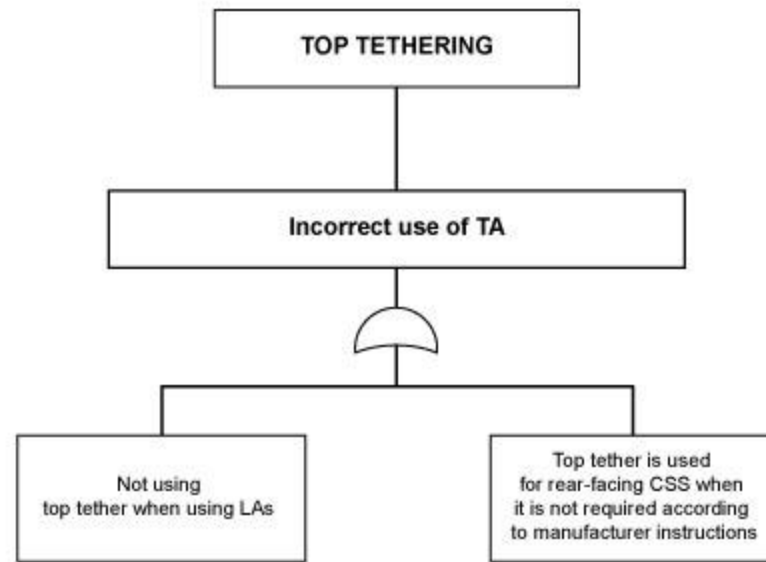 TOP TETHERING
Incorrect use of TA
Not using
top tether when using LAs
Top tether is used
for rear-facing CSS when
it is not required according
to manufacturer instructions